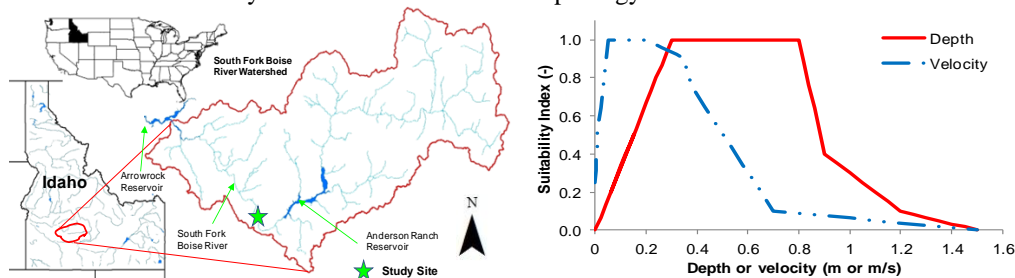 South Fork Boise
River Watershed
Arrowrock
Reservoir
Idaho
South Fork
Boise River
Anderson Ranch
Reservoir
N
Study Site
Suitability Index (-)
1.0
0.8
0.6
0.4
0.2
0.0
0
0.2
0.4
0.6
0.8
1
1.2
1.4
1.6
Depth or velocity (m or m/s)
Depth
Velocity